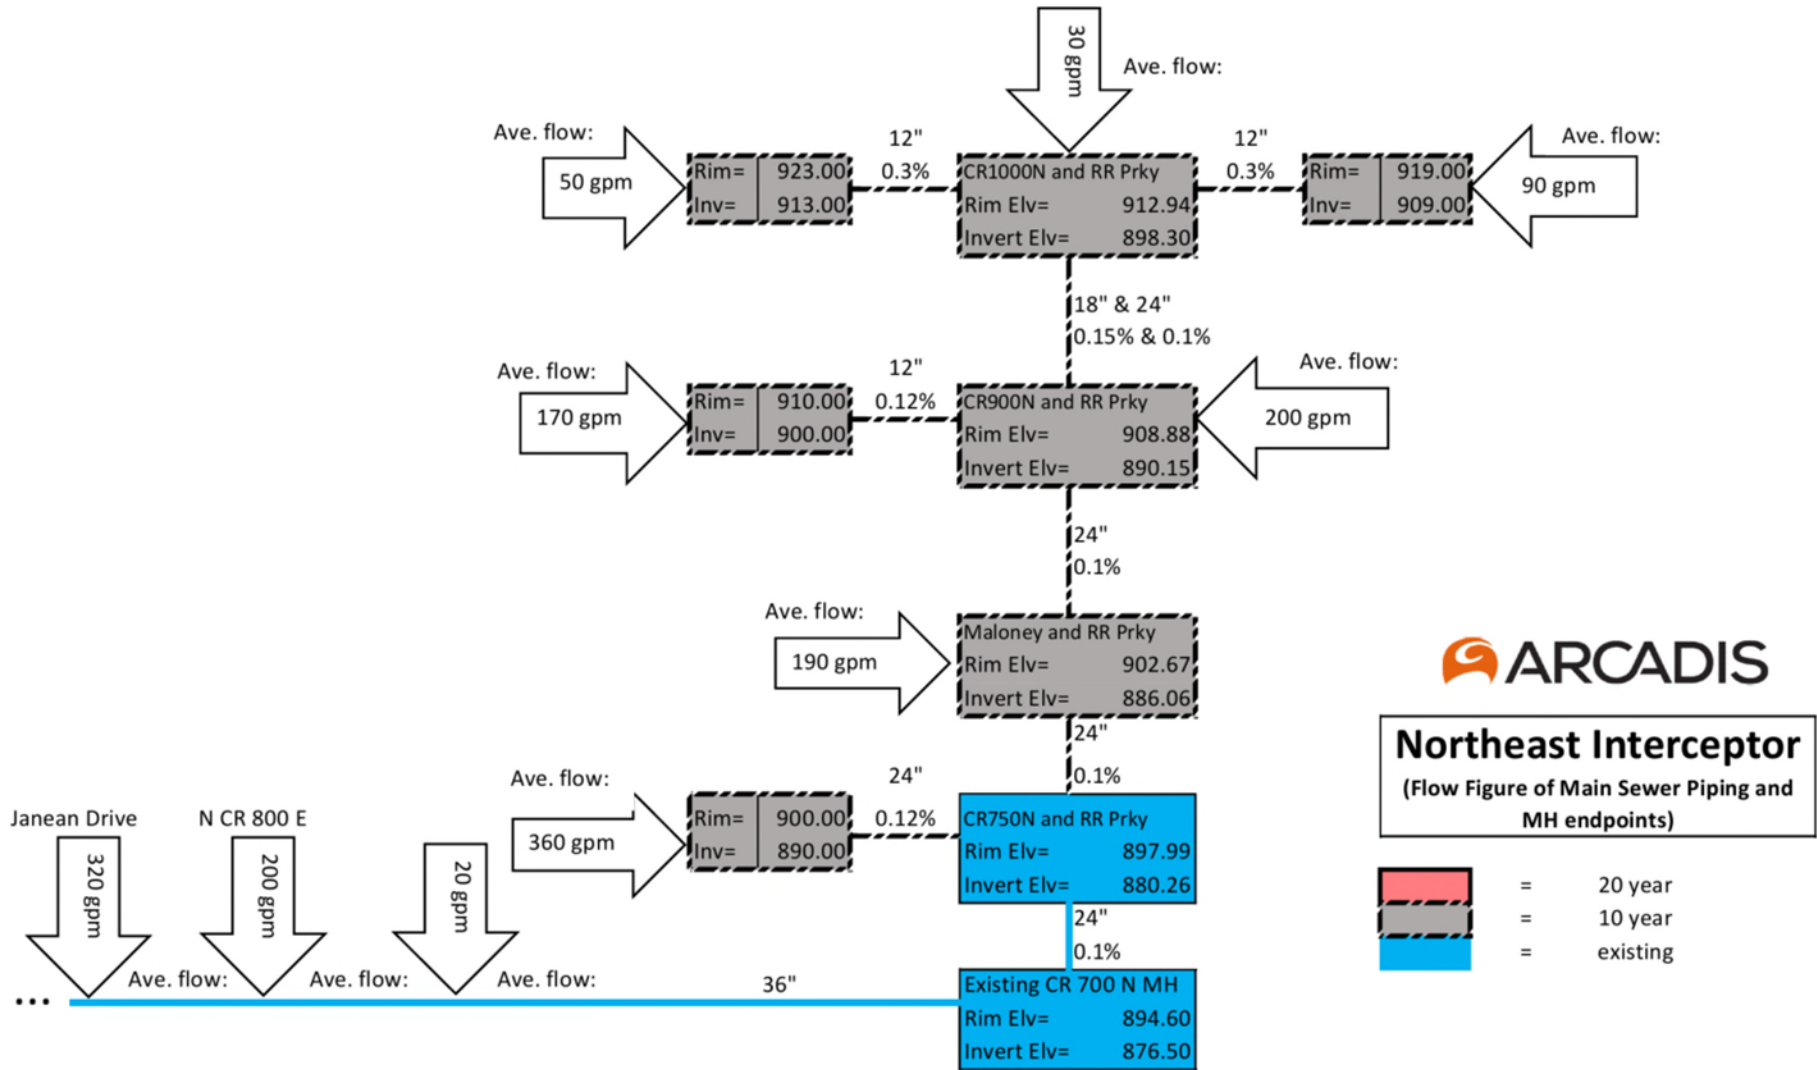 30 gpm
Ave. flow:
Ave. flow:
50 gpm
Rim= 923.00
Inv= 913.00
12"
0.3%
CR1000N and RR Prky
Rim Elv= 912.94
Invert Elv= 898.30
12"
0.3%
Rim= 919.00
Inv= 909.00
Ave. flow:
90 gpm
18" & 24"
0.15% & 0.1%
Ave. flow:
170 gpm
Rim= 910.00
Inv= 900.00
12"
0.12%
CR900N and RR Prky
Rim Elv= 908.88
Invert Elv= 890.15
Ave. flow:
200 gpm
24"
0.1%
Ave. flow:
190 gpm
Maloney and RR Prky
Rim Elv= 902.67
Invert Elv= 886.06
24"
0.1%
Ave. flow:
360 gpm
Rim= 900.00
Inv= 890.00
24"
0.12%
CR750N and RR Prky
Rim Elv= 897.99
Invert Elv= 880.26
24"
0.1%
Janean Drive
320 gpm
Ave. flow:
N CR 800 E
200 gpm
Ave. flow:
20 gpm
Ave. flow:
36"
...
Existing CR 700 N MH
Rim Elv= 894.60
Invert Elv= 876.50
ARCADIS
Northeast Interceptor
(Flow Figure of Main Sewer Piping and
MH endpoints)
= 20 year
= 10 year
= existing